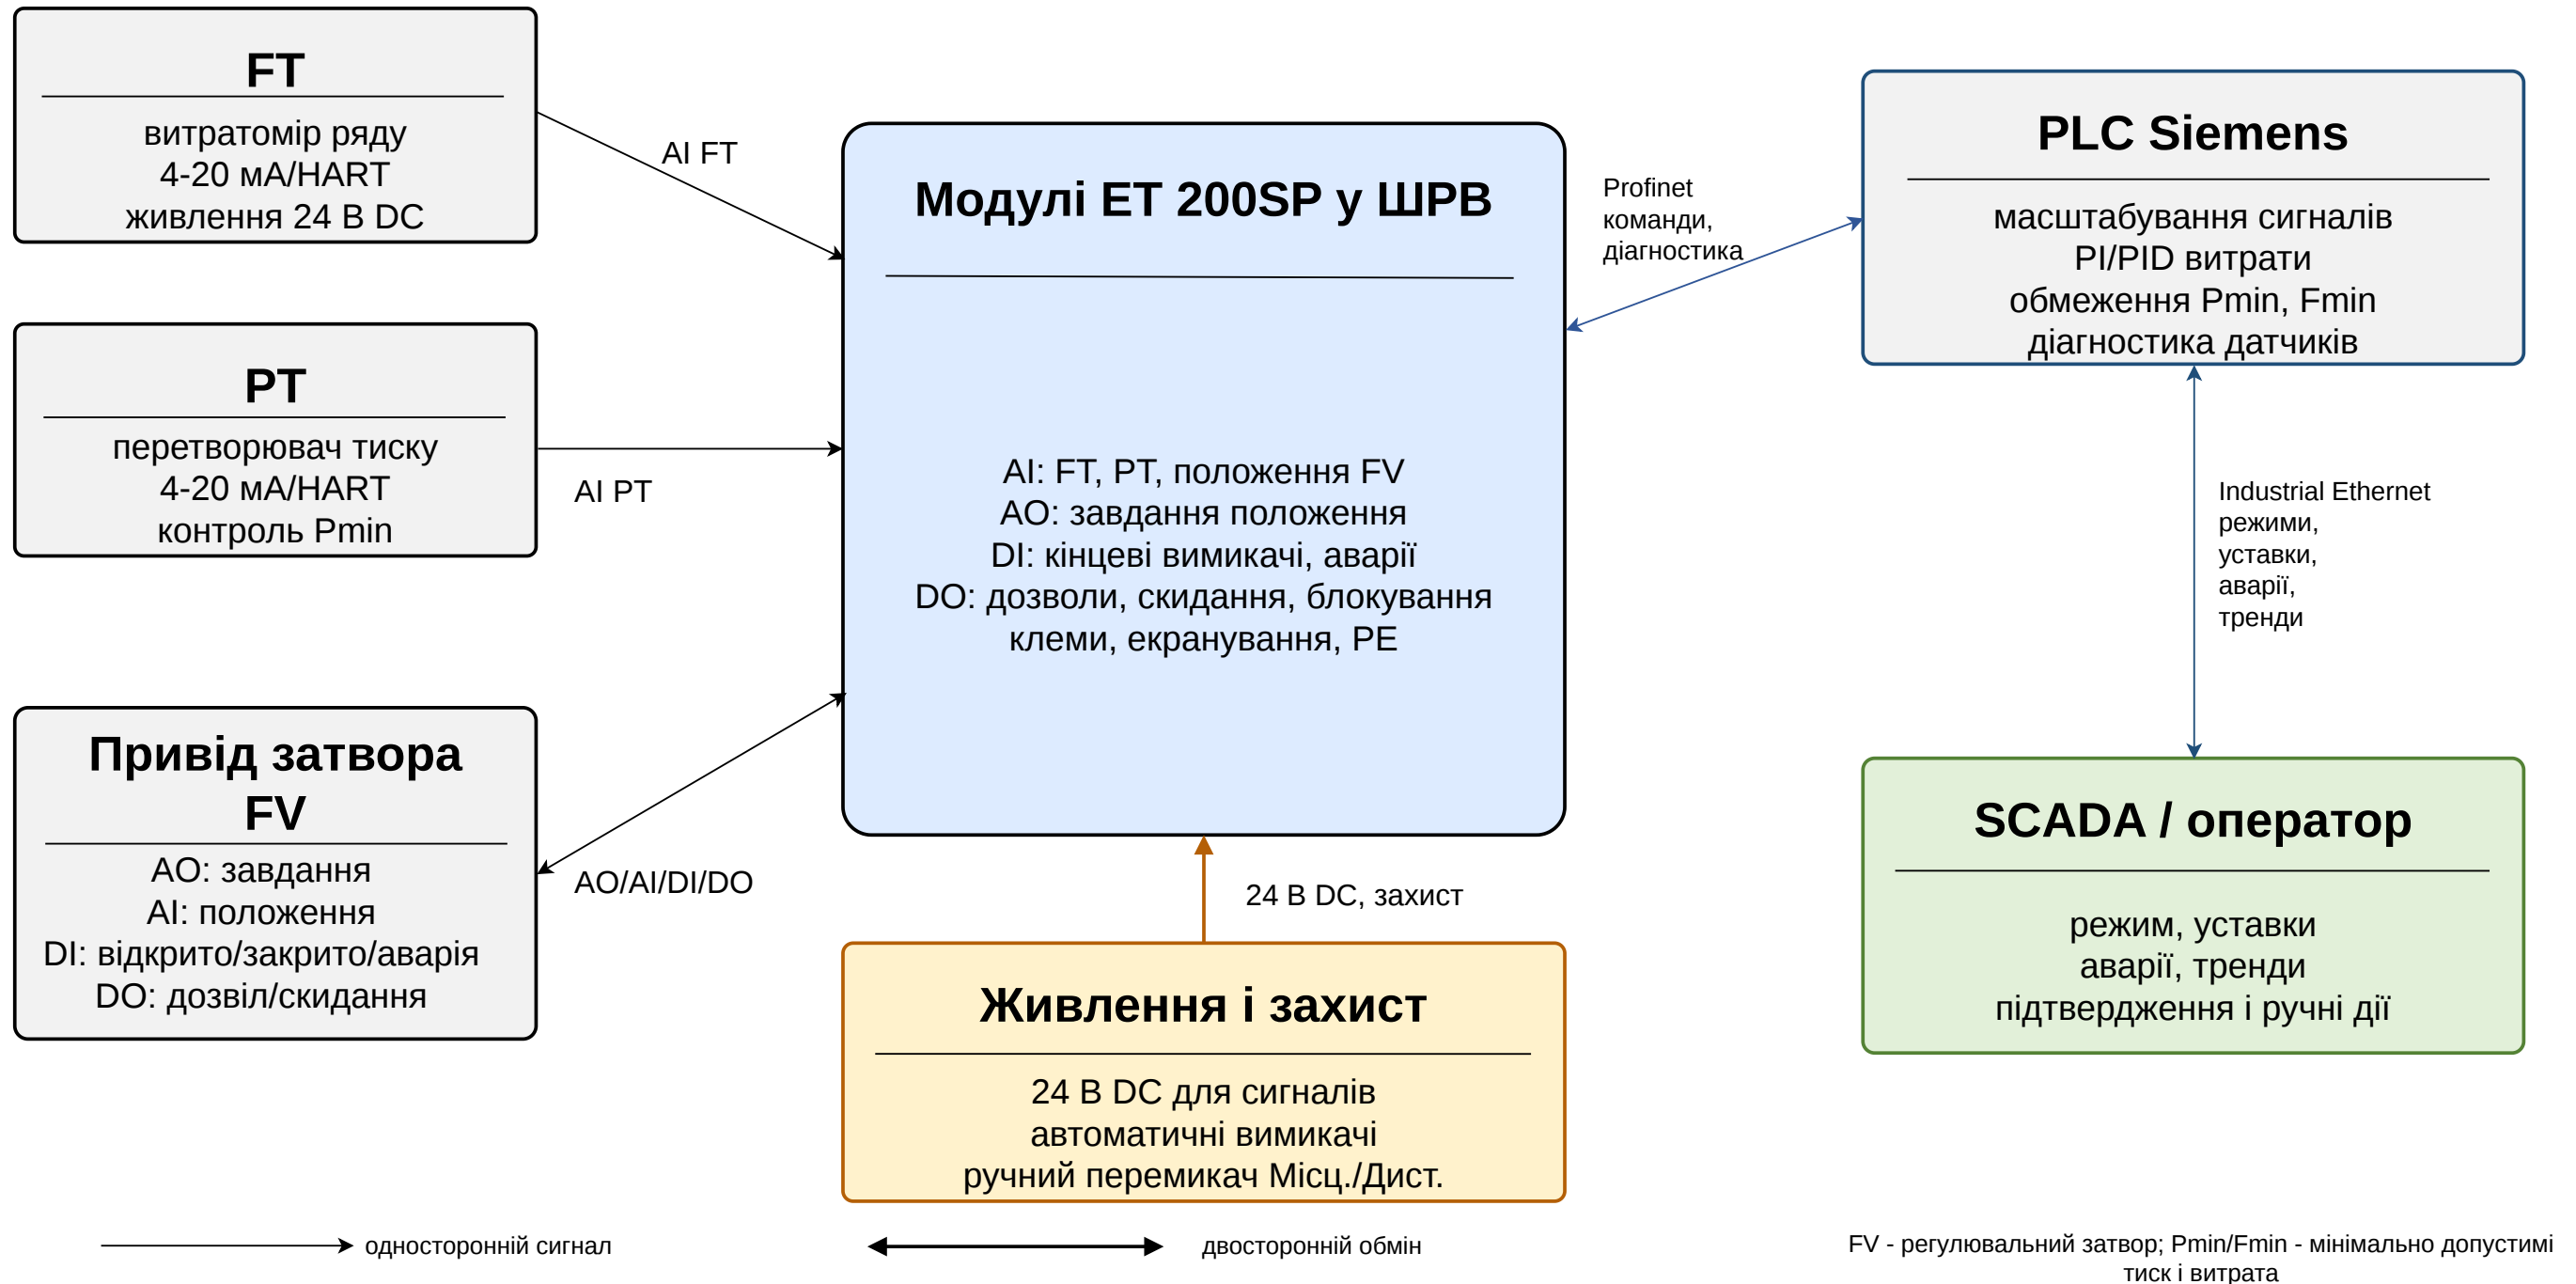 FT
витратомір ряду
4-20 мА/HART
живлення 24 В DC
AI FT
PT
перетворювач тиску
4-20 мА/HART
контроль Pmin
AI PT
Привід затвора
FV
AO: завдання
AI: положення
DI: відкрито/закрито/аварія
DO: дозвіл/скидання
AO/AI/DI/DO
Модулі ET 200SP у ШРВ
AI: FT, PT, положення FV
AO: завдання положення
DI: кінцеві вимикачі, аварії
DO: дозволи, скидання, блокування
клеми, екранування, PE
24 В DC, захист
Живлення і захист
24 В DC для сигналів
автоматичні вимикачі
ручний перемикач Місц./Дист.
Profinet
команди,
діагностика
PLC Siemens
масштабування сигналів
PI/PID витрати
обмеження Pmin, Fmin
діагностика датчиків
Industrial Ethernet
режими,
уставки,
аварії,
тренди
SCADA / оператор
режим, уставки
аварії, тренди
підтвердження і ручні дії
односторонній сигнал
двосторонній обмін
FV - регулювальний затвор; Pmin/Fmin - мінімально допустимі
тиск і витрата